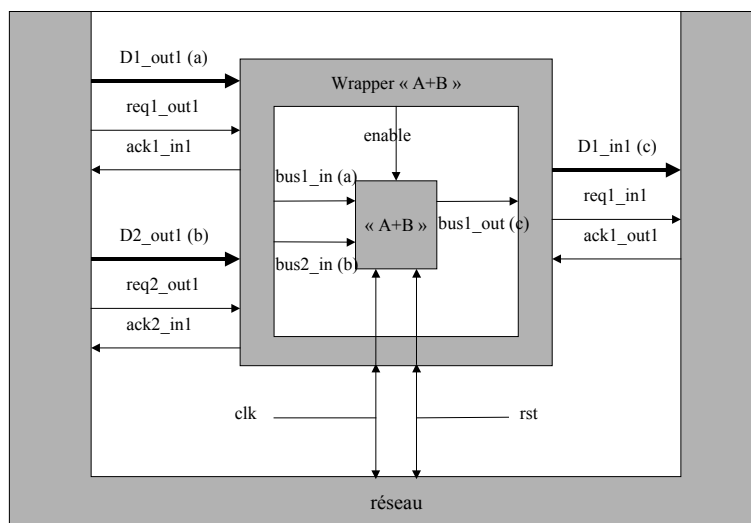 D1_out1 (a)
req1_out1
ack1_in1
D2_out1 (b)
req2_out1
ack2_in1
Wrapper « A+B »
enable
bus1_in (a)
« A+B »
bus1_out (c)
bus2_in (b)
D1_in1 (c)
req1_in1
ack1_out1
clk
rst
réseau